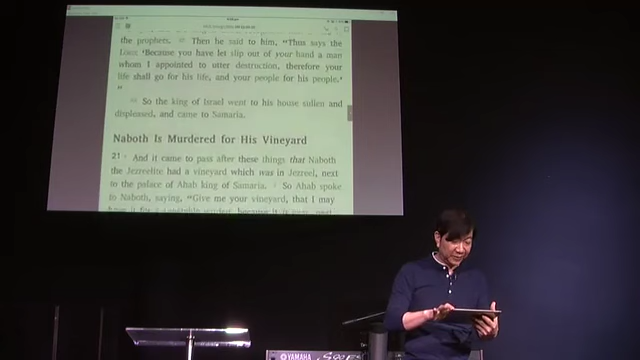 the prophets. Then he said to him, "Thus says the
LORD: 'Because you have let slip out of your hand a man
whom I appointed to utter destruction, therefore your
life shall go for his life, and your people for his people.'
"
So the king of Israel went to his house sullen and
displeased, and came to Samaria.
Naboth Is Murdered for His Vineyard
21 And it came to pass after these things that Naboth
the Jezreelite had a vineyard which was in Jezreel, next
to the palace of Ahab king of Samaria. So Ahab spoke
to Naboth, saying, "Give me your vineyard, that I may
YAMAHA S90